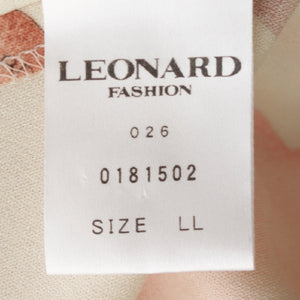 LEONARD
FASHION
026
0181502
SIZE LL